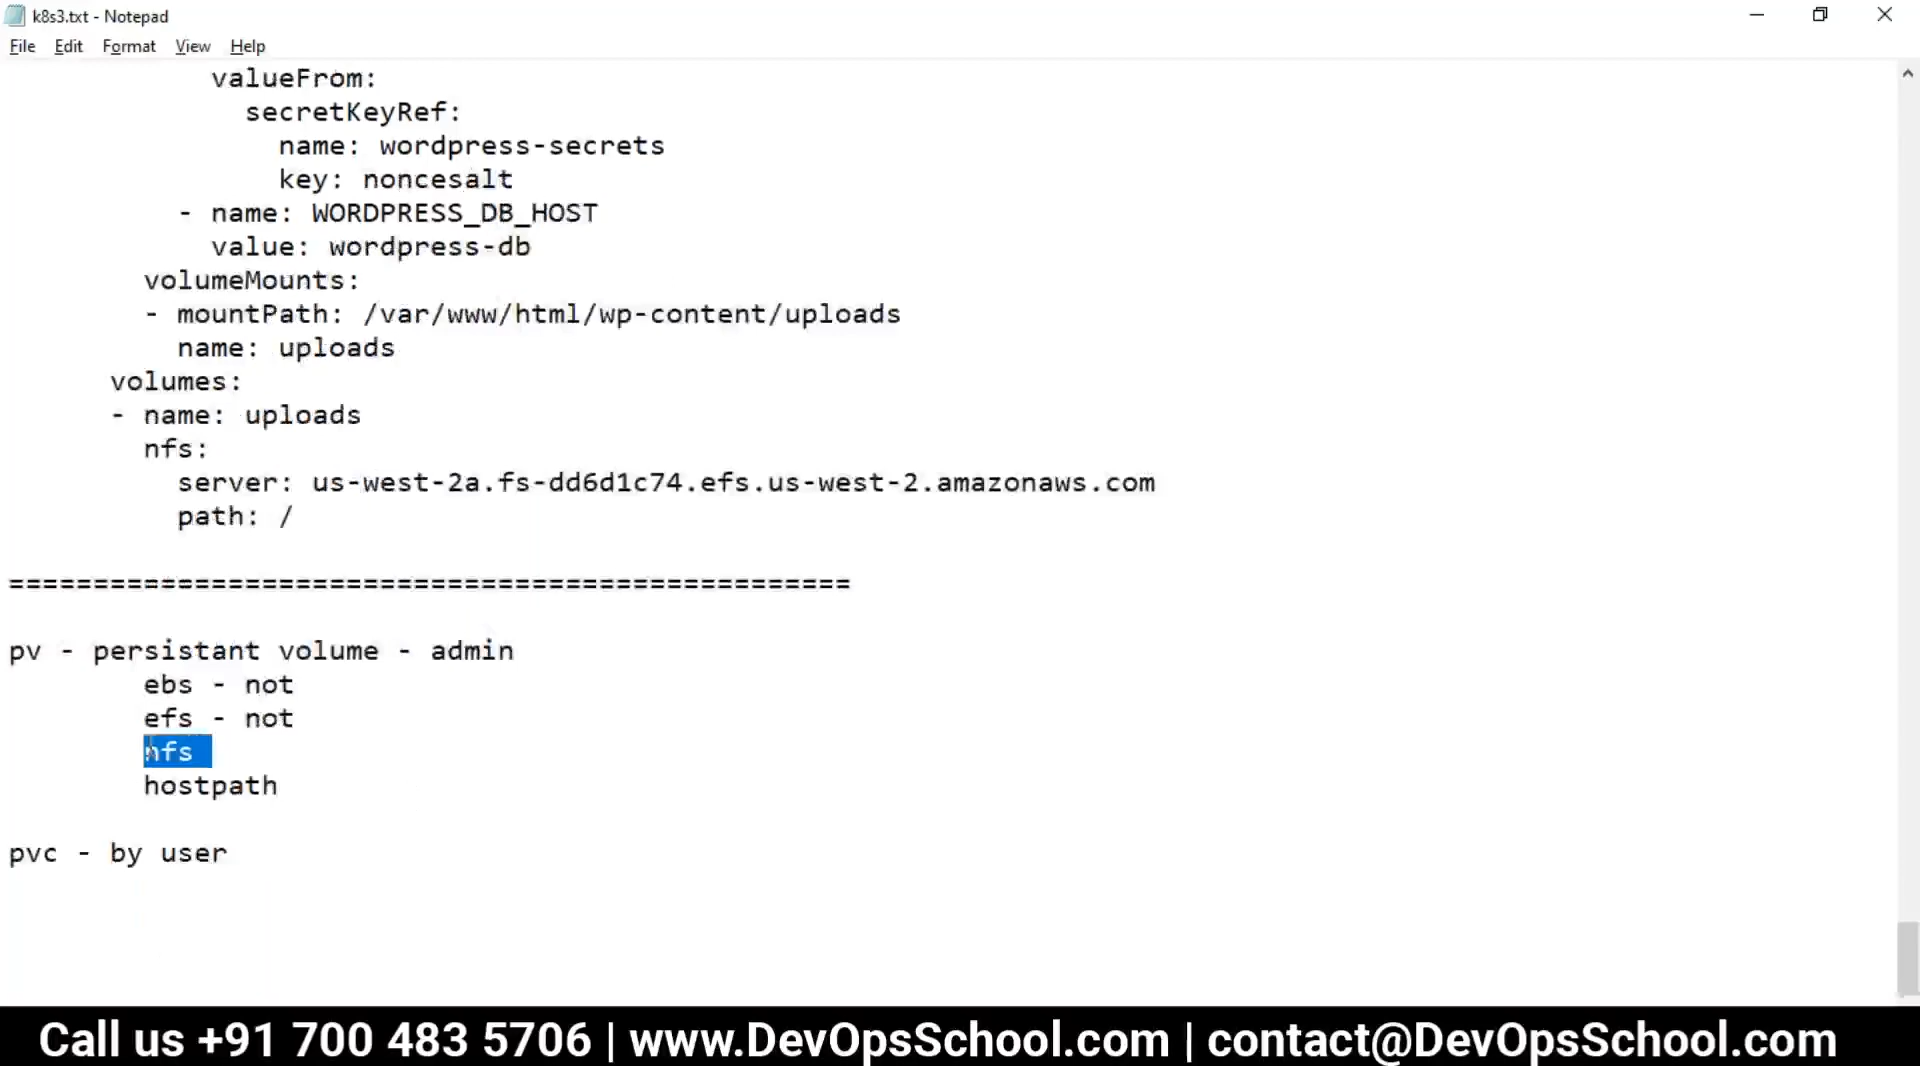 k8s3.txt - Notepad
File Edit Format View Help
valueFrom:
secretKeyRef:
name: wordpress-secrets
key: noncesalt
- name: WORDPRESS_DB_HOST
value: wordpress-db
volumeMounts:
- mountPath: /var/www/html/wp-content/uploads
name: uploads
volumes:
- name: uploads
nfs:
server: us-west-2a.fs-dd6d1c74.efs.us-west-2.amazonaws.com
path: /
==================================================
pv - persistant volume - admin
ebs - not
efs - not
nfs
hostpath
pvc - by user
Call us +91 700 483 5706 | www.DevOpsSchool.com | contact@DevOpsSchool.com